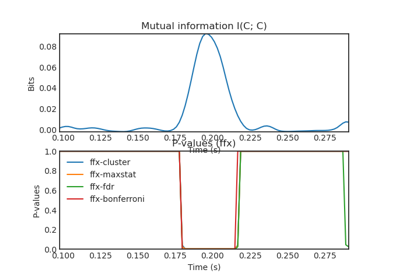 Mutual information I(C; C)
Bits
0.08
0.06
0.04
0.02
0.00
0.100 0.125 0.150 0.175 0.200 0.225 0.250 0.275
Time (s)
P-values (ffx)
P-values
1.0
0.8
0.6
0.4
0.2
0.0
ffx-cluster
ffx-maxstat
ffx-fdr
ffx-bonferroni
0.100 0.125 0.150 0.175 0.200 0.225 0.250 0.275
Time (s)